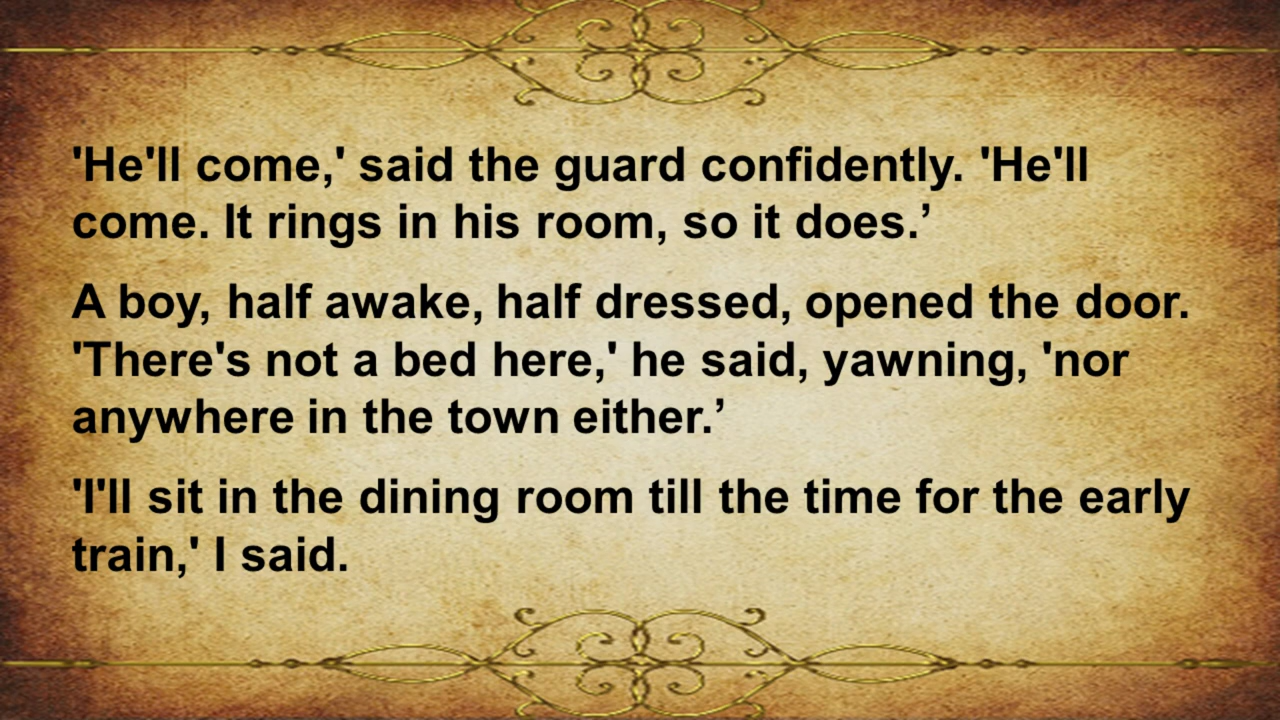 'He'll come,' said the guard confidently. 'He'll
come. It rings in his room, so it does.’
A boy, half awake, half dressed, opened the door.
'There's not a bed here,' he said, yawning, 'nor
anywhere in the town either.’
'I'll sit in the dining room till the time for the early
train,' I said.